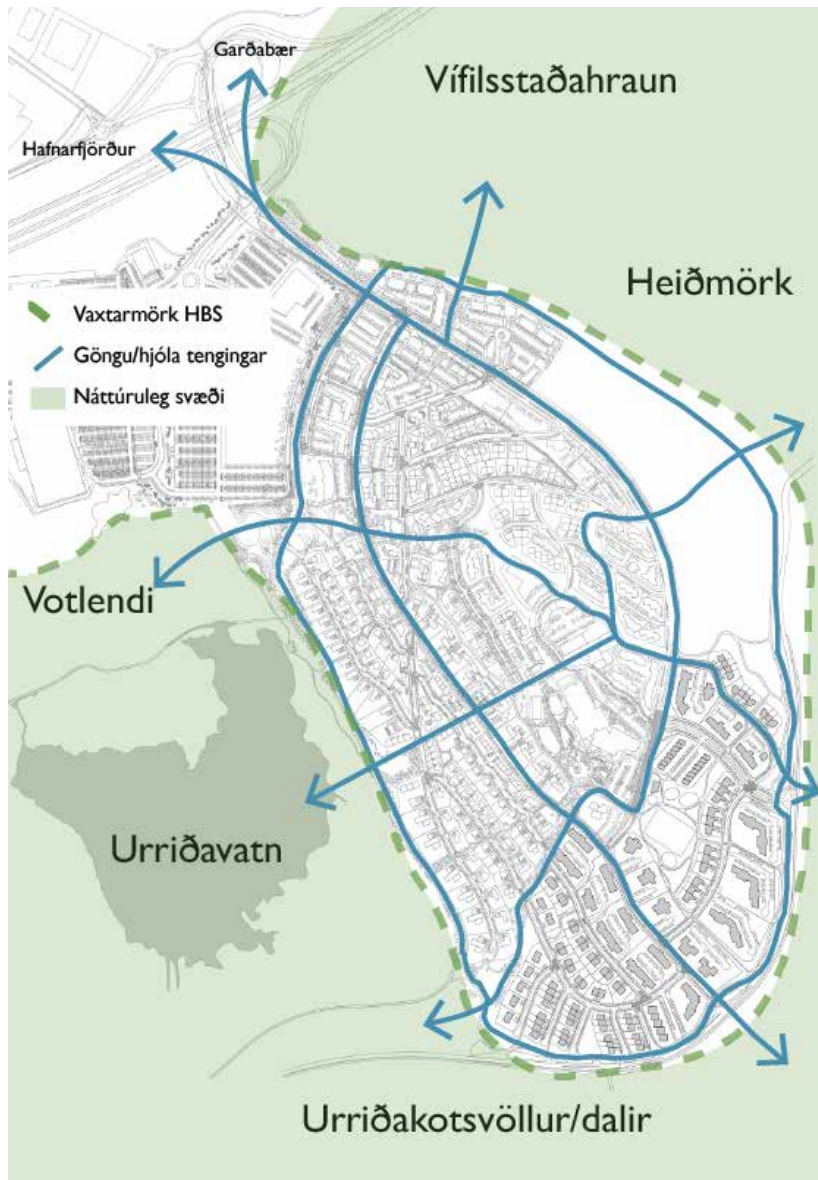 Garðabær
Vífilsstaðahraun
Hafnarfjörður
Heiðmörk
Vaxtarmörk HBS
Göngu/hjóla tengingar
Náttúruleg svæði
Votlendi
Urriðavatn
Urriðakotsvöllur/dalir